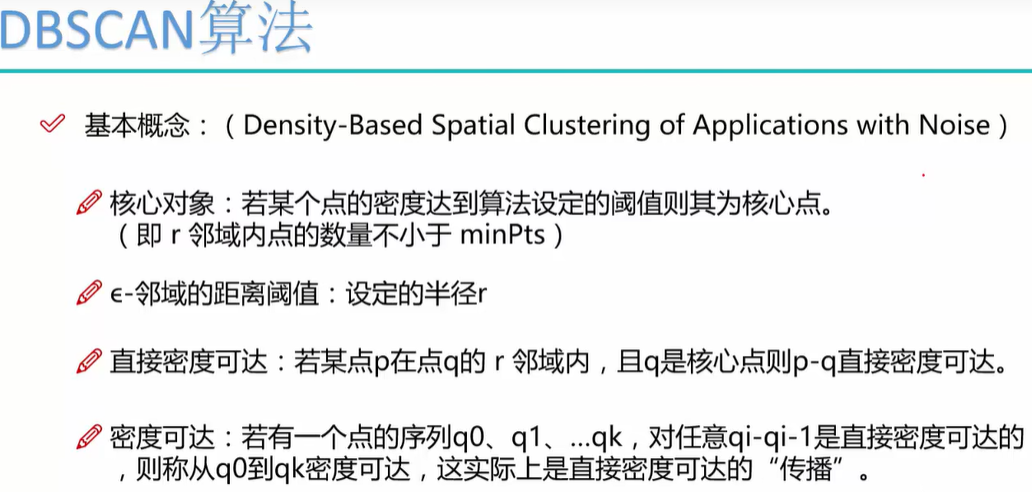 DBSCAN算法
基本概念：（Density-Based Spatial Clustering of Applications with Noise）
核心对象：若某个点的密度达到算法设定的阈值则其为核心点。
（即 r 邻域内点的数量不小于 minPts）
ϵ-邻域的距离阈值：设定的半径r
直接密度可达：若某点p在点q的 r 邻域内，且q是核心点则p-q直接密度可达。
密度可达：若有一个点的序列q0、q1、…qk，对任意qi-qi-1是直接密度可达的
，则称从q0到qk密度可达，这实际上是直接密度可达的“传播”。